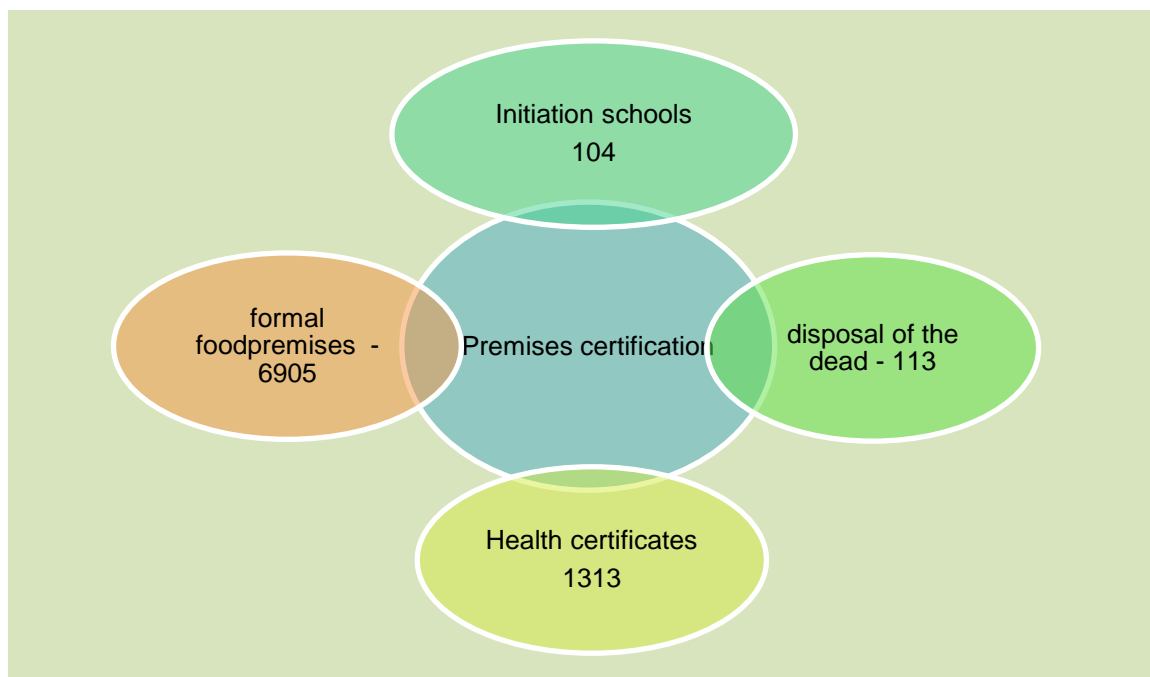 Initiation schools
104
formal
foodpremises  -
6905
Premises certification
disposal of the
dead - 113
Health certificates
1313